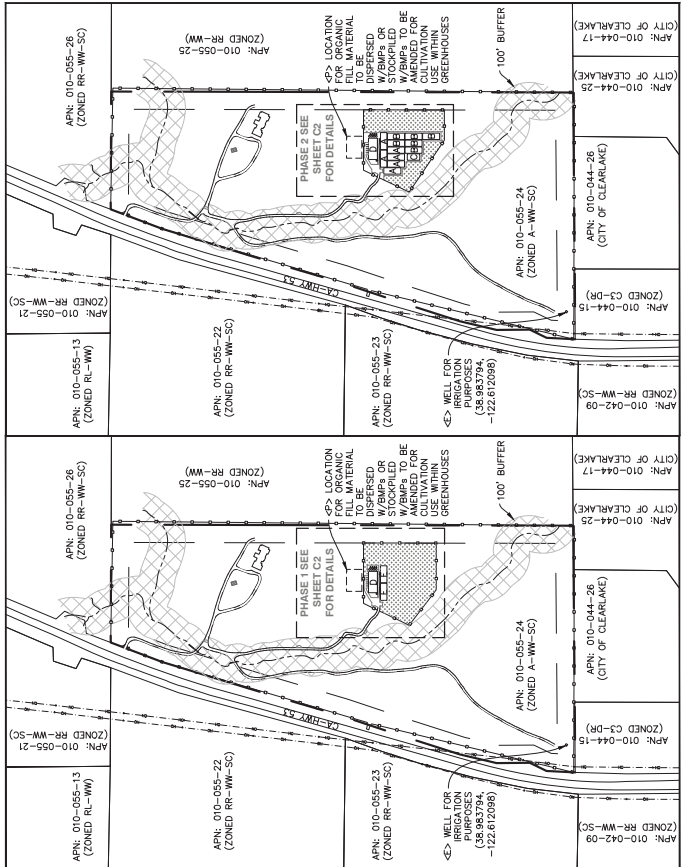 APN: 010-055-26
(ZONED RR-WW-SC)
APN: 010-055-25
(ZONED RR-WW)
<P> LOCATION
FOR ORGANIC
FILL MATERIAL
TO BE
DISPERSED
W/BMPs OR
STOCKPILED
W/BMPs TO BE
AMENDED FOR
CULTIVATION
USE WITHIN
GREENHOUSES
100' BUFFER
APN: 010-044-17
(CITY OF CLEARLAKE)
APN: 010-044-25
(CITY OF CLEARLAKE)
PHASE 2 SEE
SHEET C2
FOR DETAILS
APN: 010-055-24
(ZONED A-WW-SC)
APN: 010-044-26
(CITY OF CLEARLAKE)
CA-HWY 53
APN: 010-055-21
(ZONED RR-WW-SC)
APN: 010-055-13
(ZONED RL-WW)
APN: 010-055-22
(ZONED RR-WW-SC)
APN: 010-055-23
(ZONED RR-WW-SC)
<E> WELL FOR
IRRIGATION
PURPOSES
(38.983794,
-122.612098)
APN: 010-044-15
(ZONED C3-DR)
APN: 010-042-09
(ZONED RR-WW-SC)
APN: 010-055-26
(ZONED RR-WW-SC)
APN: 010-055-25
(ZONED RR-WW)
<P> LOCATION
FOR ORGANIC
FILL MATERIAL
TO BE
DISPERSED
W/BMPs OR
STOCKPILED
W/BMPs TO BE
AMENDED FOR
CULTIVATION
USE WITHIN
GREENHOUSES
100' BUFFER
APN: 010-044-17
(CITY OF CLEARLAKE)
APN: 010-044-25
(CITY OF CLEARLAKE)
PHASE 1 SEE
SHEET C2
FOR DETAILS
D
APN: 010-055-24
(ZONED A-WW-SC)
APN: 010-044-26
(CITY OF CLEARLAKE)
CA-HWY 53
APN: 010-055-21
(ZONED RR-WW-SC)
APN: 010-055-13
(ZONED RL-WW)
APN: 010-055-22
(ZONED RR-WW-SC)
APN: 010-055-23
(ZONED RR-WW-SC)
<E> WELL FOR
IRRIGATION
PURPOSES
(38.983794,
-122.612098)
APN: 010-044-15
(ZONED C3-DR)
APN: 010-042-09
(ZONED RR-WW-SC)